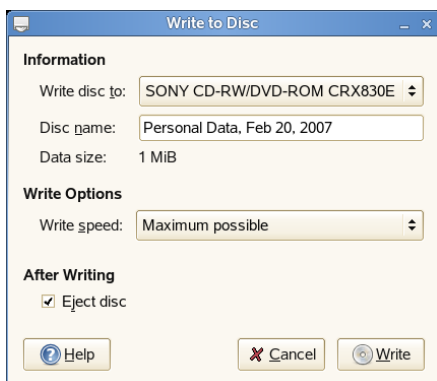 Write to Disc
Information
Write disc to: SONY CD-RW/DVD-ROM CRX830E
Disc name: Personal Data, Feb 20, 2007
Data size: 1 MiB
Write Options
Write speed: Maximum possible
After Writing
Eject disc
Help Cancel Write